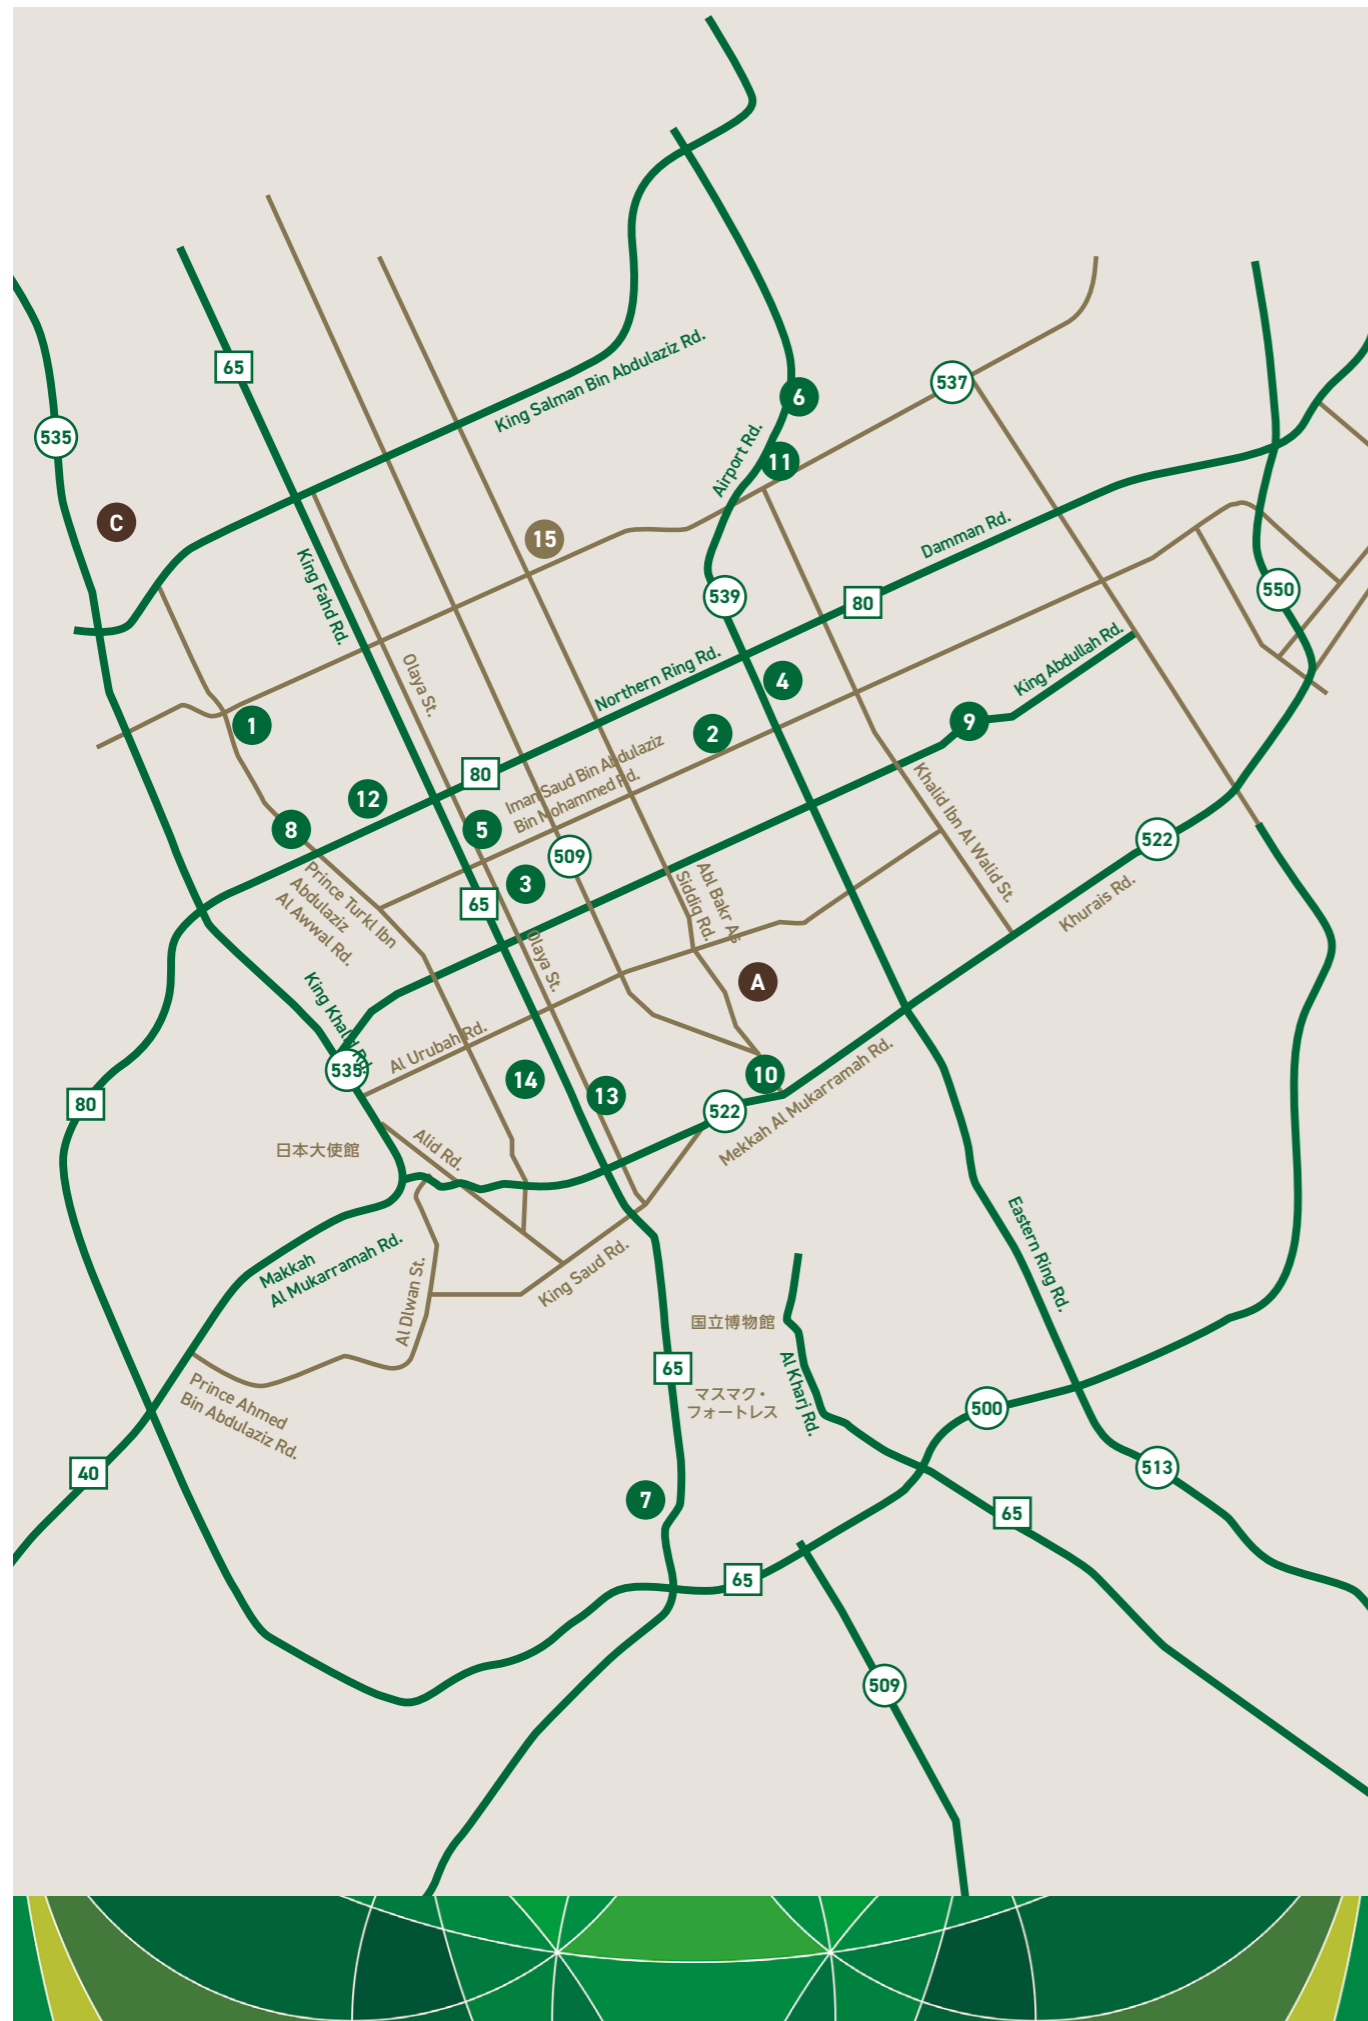 65
King Salman Bin Abdulaziz Rd.
537
6
535
Airport Rd.
11
C
15
Damman Rd.
King Fahd Rd.
539
80
550
Olaya St.
Northern Ring Rd.
King Abdullah Rd.
4
1
2
9
80
Iman Saud Bin Abdulaziz
Bin Mohammed Rd.
12
Khalid Ibn Al Walid St.
8
5
509
522
Prince Turkl Ibn
Abdulaziz
Al Awwal Rd.
3
65
Abl Bakr As
Siddiq Rd.
Khurais Rd.
Olaya St.
A
King Khalid Rd.
535
Al Urubah Rd.
14
10
13
80
522
Mekkah Al Mukarramah Rd.
日本大使館
Alid Rd.
Makkah
Al Mukarramah Rd.
Eastern Ring Rd.
King Saud Rd.
Al DIwan St.
国立博物館
65
Al Kharj Rd.
マスマク・
フォートレス
Prince Ahmed
Bin Abdulaziz Rd.
500
40
513
7
65
65
509